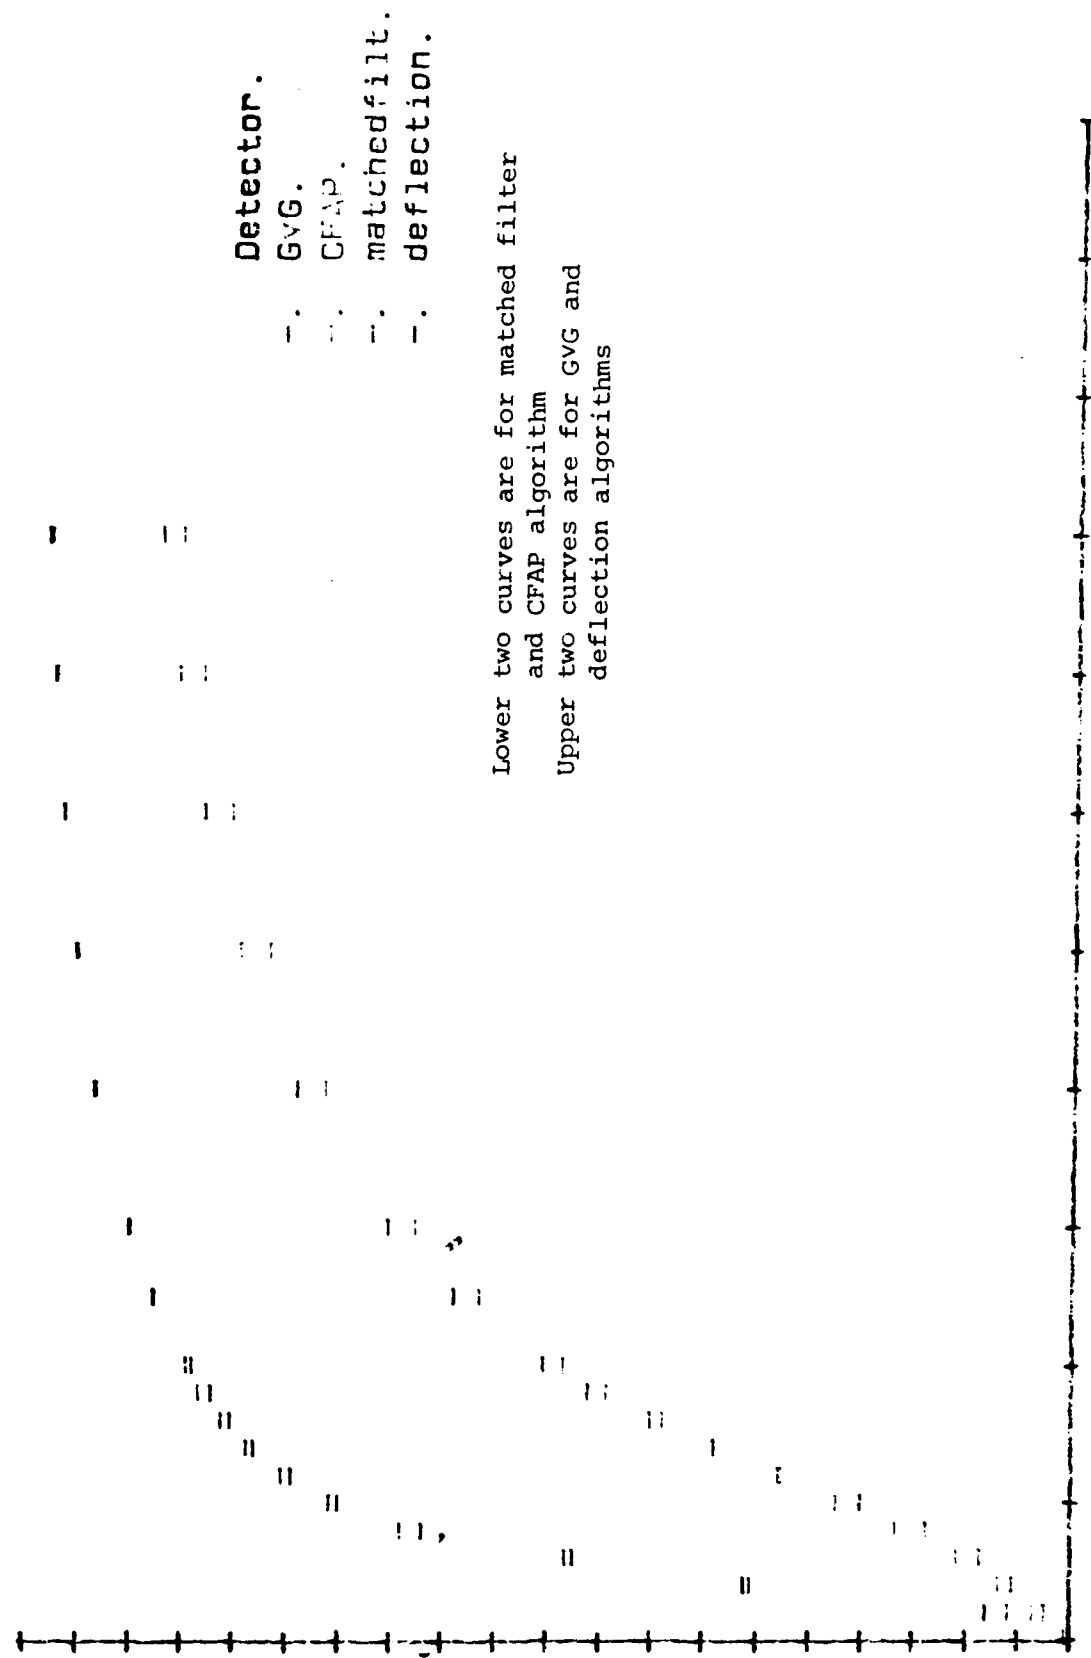 Detector.
-. GvG.
-. CFAP.
-. matchedfilt.
-. deflection.
Lower two curves are for matched filter
and CFAP algorithm
Upper two curves are for GVG and
deflection algorithms